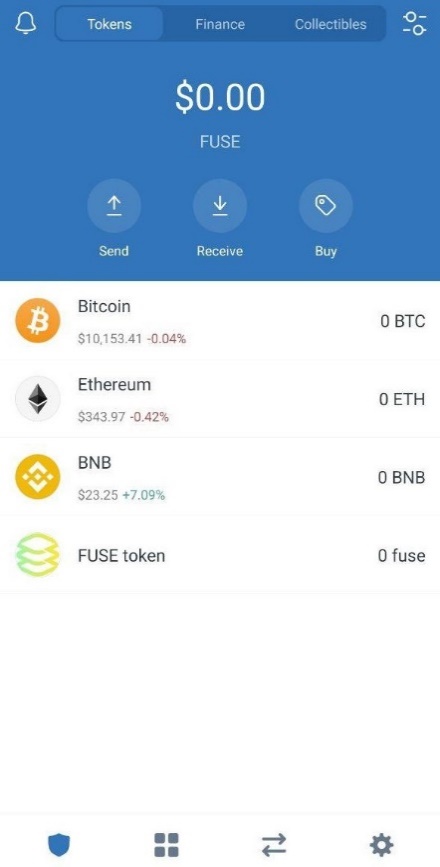 Tokens Finance Collectibles
$0.00
FUSE
Send Receive Buy
Bitcoin
$10,153.41 -0.04%
0 BTC
Ethereum
$343.97 -0.42%
0 ETH
BNB
$23.25 +7.09%
0 BNB
FUSE token
0 fuse